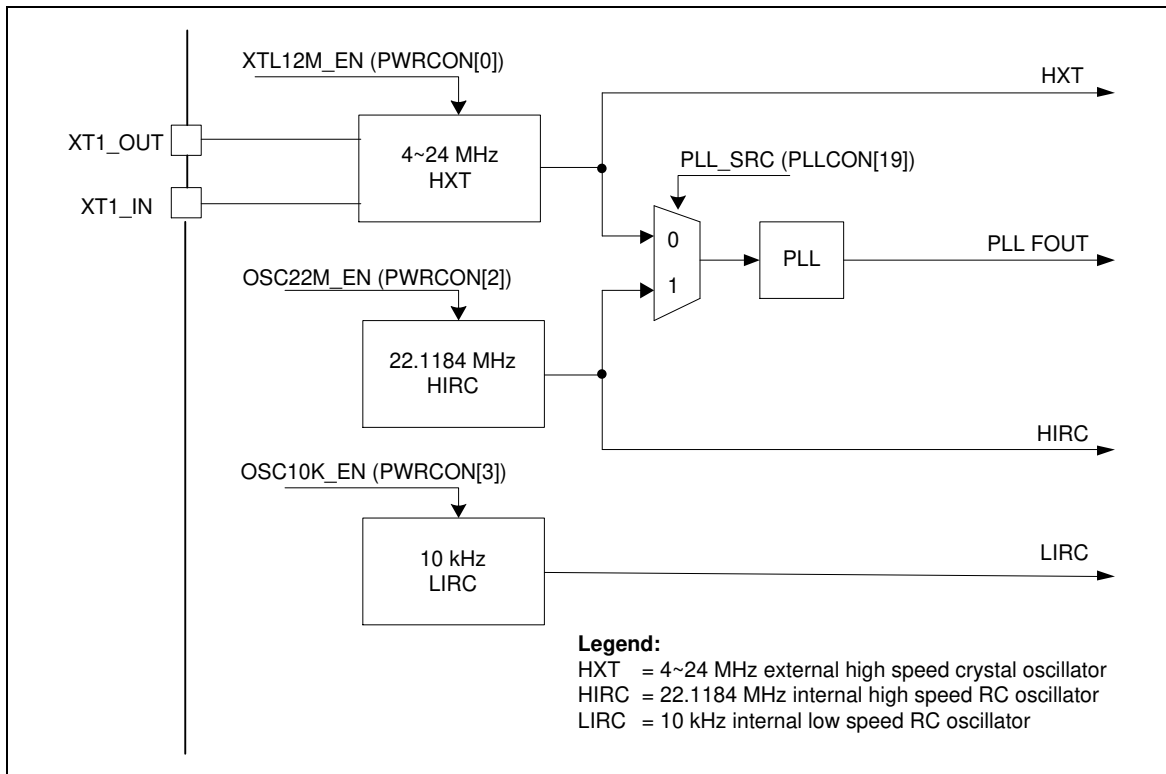 XTL12M_EN (PWRCON[0])
HXT
XT1_OUT
4~24 MHz
HXT
PLL_SRC (PLLCON[19])
XT1_IN
0
PLL
PLL FOUT
1
OSC22M_EN (PWRCON[2])
22.1184 MHz
HIRC
HIRC
OSC10K_EN (PWRCON[3])
10 kHz
LIRC
LIRC
Legend:
HXT = 4~24 MHz external high speed crystal oscillator
HIRC = 22.1184 MHz internal high speed RC oscillator
LIRC = 10 kHz internal low speed RC oscillator